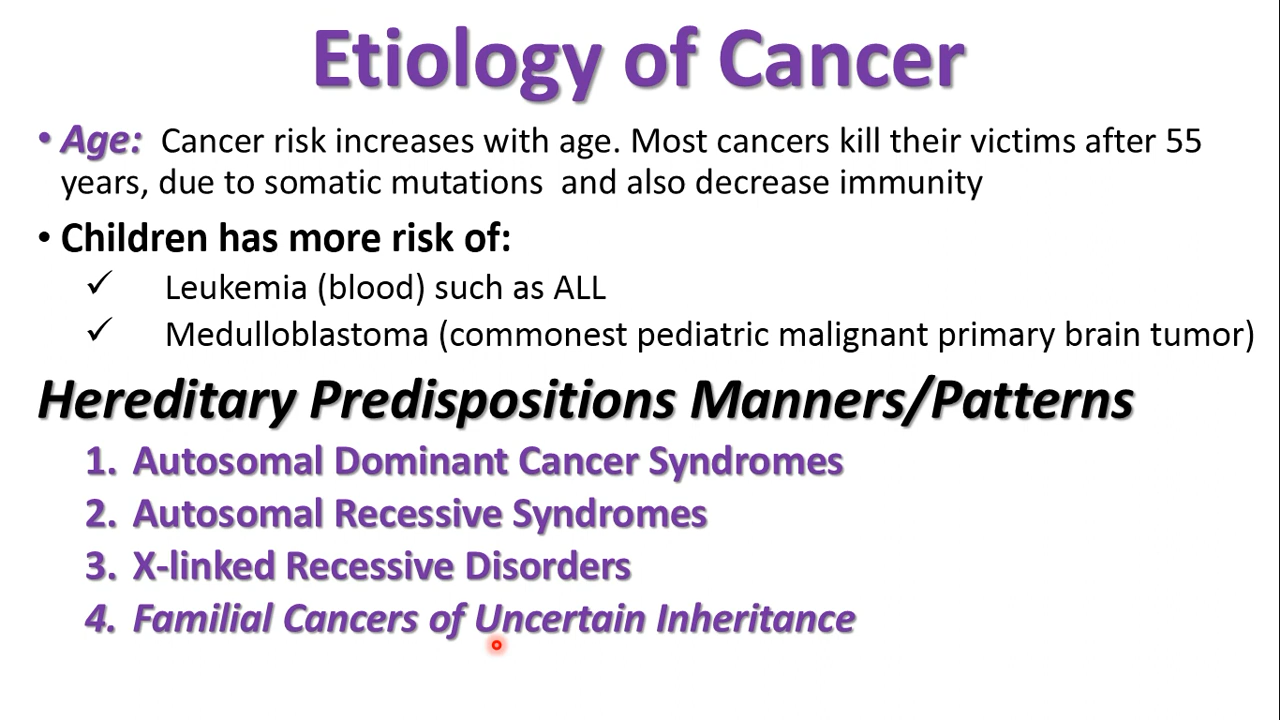 Etiology of Cancer
• Age: Cancer risk increases with age. Most cancers kill their victims after 55
years, due to somatic mutations and also decrease immunity
• Children has more risk of:
✓ Leukemia (blood) such as ALL
✓ Medulloblastoma (commonest pediatric malignant primary brain tumor)
Hereditary Predispositions Manners/Patterns
1. Autosomal Dominant Cancer Syndromes
2. Autosomal Recessive Syndromes
3. X-linked Recessive Disorders
4. Familial Cancers of Uncertain Inheritance